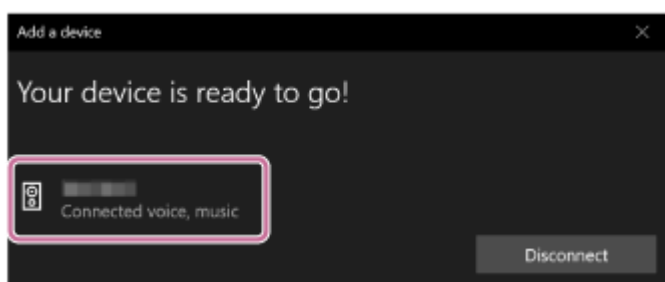 Add a device
Your device is ready to go!
Connected voice, music
Disconnect